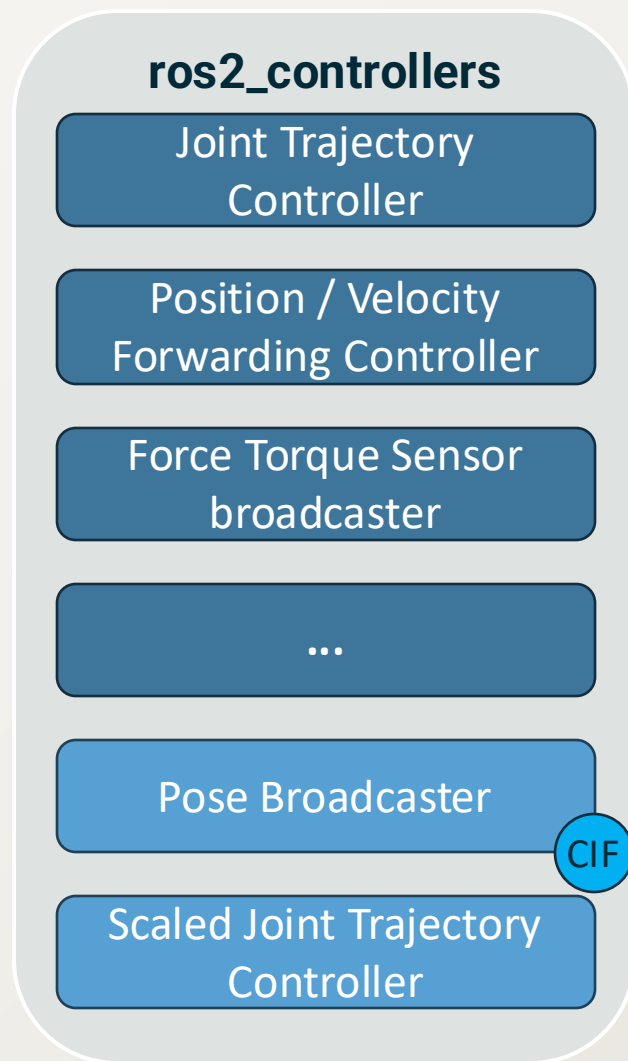 ros2_controllers
Joint Trajectory
Controller
Position / Velocity
Forwarding Controller
Force Torque Sensor
broadcaster
...
Pose Broadcaster
CIF
Scaled Joint Trajectory
Controller